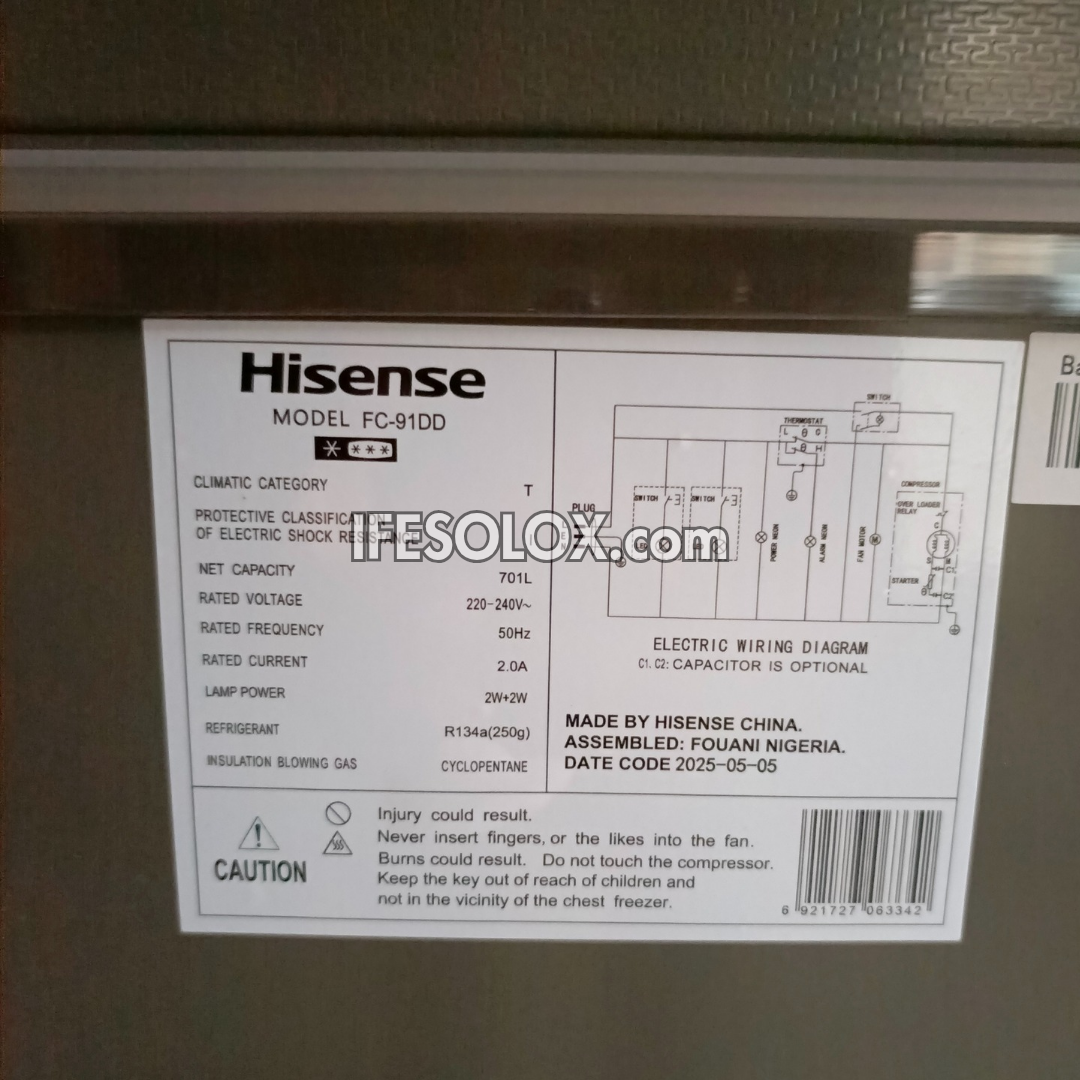 Hisense
MODEL FC-91DD
CLIMATIC CATEGORY T
PROTECTIVE CLASSIFICATION
OF ELECTRIC SHOCK RESISTANCE I
NET CAPACITY 701L
RATED VOLTAGE 220-240V~
RATED FREQUENCY 50Hz
RATED CURRENT 2.0A
LAMP POWER 2W+2W
REFRIGERANT R134a(250g)
INSULATION BLOWING GAS CYCLOPENTANE
IFESOLOX.com
SWITCH
THERMOSTAT
L C
H
COMPRESSOR
OVER LOADER
RELAY
C
S M
C1
STARTER
C2
SWITCH SWITCH
PLUG
L
E
N
LED
POWER NEON
ALARM NEON
FAN MOTOR
ELECTRIC WIRING DIAGRAM
C1. C2: CAPACITOR IS OPTIONAL
MADE BY HISENSE CHINA.
ASSEMBLED: FOUANI NIGERIA.
DATE CODE 2025-05-05
CAUTION
Injury could result.
Never insert fingers, or the likes into the fan.
Burns could result. Do not touch the compressor.
Keep the key out of reach of children and
not in the vicinity of the chest freezer.
6 921727 063342
Ba